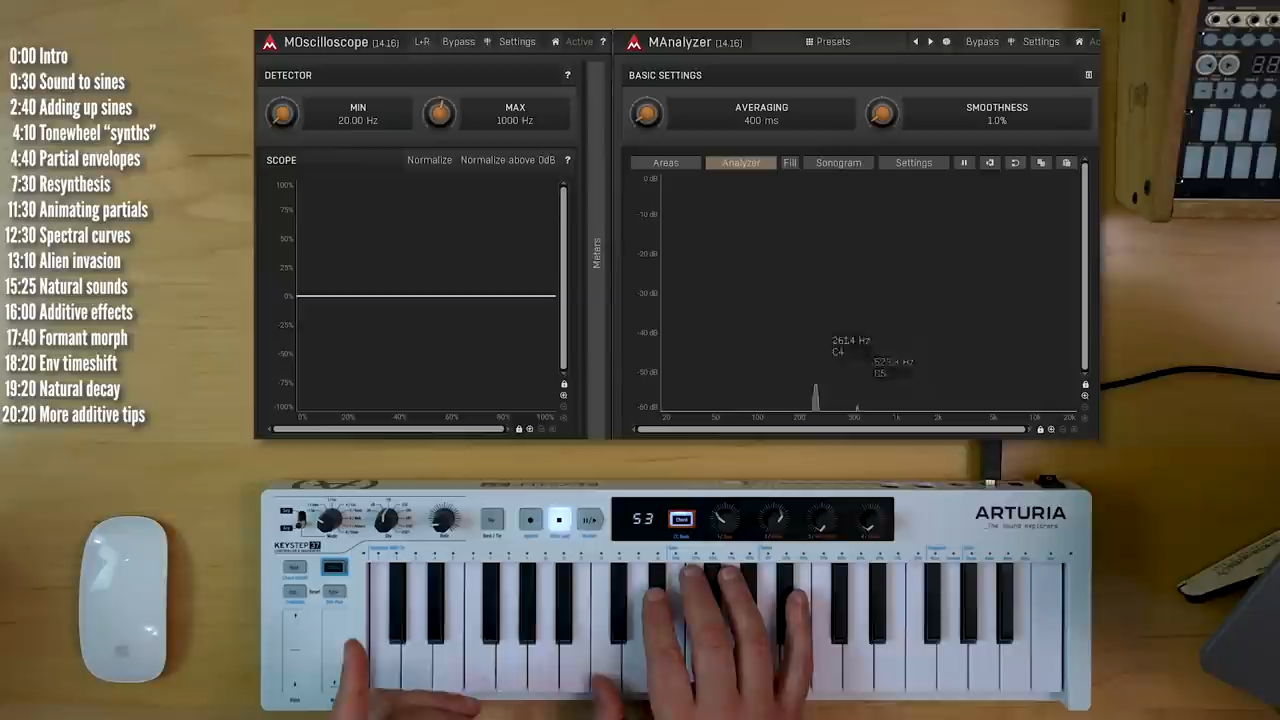 0:00 Intro
0:30 Sound to sines
2:40 Adding up sines
4:10 Tonewheel “synths”
4:40 Partial envelopes
7:30 Resynthesis
11:30 Animating partials
12:30 Spectral curves
13:10 Alien invasion
15:25 Natural sounds
16:00 Additive effects
17:40 Formant morph
18:20 Env timeshift
19:20 Natural decay
20:20 More additive tips
MOscilloscope (14.16) L+R Bypass Settings Active ?
DETECTOR ?
MIN
20.00 Hz
MAX
1000 Hz
SCOPE Normalize Normalize above 0dB ?
100%
75%
50%
25%
0%
-25%
-50%
-75%
-100%
0% 20% 40% 60% 80% 100%
Meters
MAnalyzer (14.16) Presets Bypass Settings Ac
BASIC SETTINGS
AVERAGING
400 ms
SMOOTHNESS
1.0%
Areas Analyzer Fill Sonogram Settings
0 dB
-10 dB
-20 dB
-30 dB
-40 dB
-50 dB
-60 dB
261.4 Hz
C4
20 50 100 200 500 1k 2k 5k 10k 20k
ARTURIA
The sound explorers
KEYSTEP 37
53
Chord